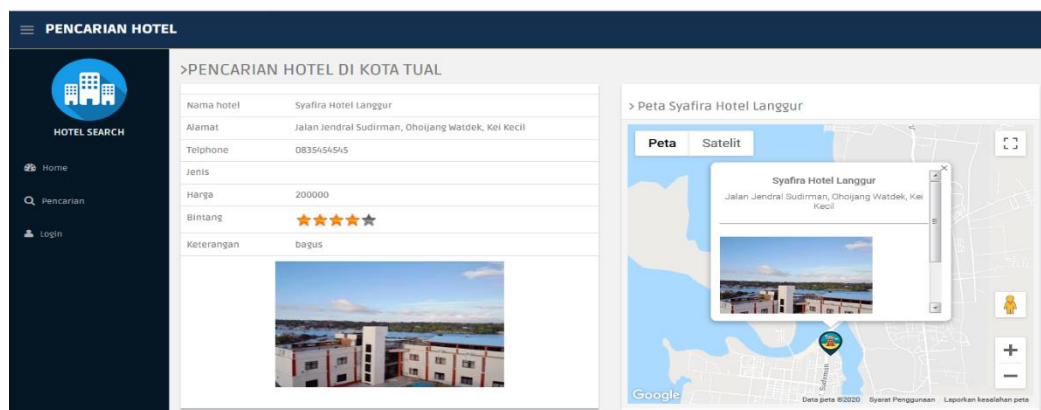 PENCARIAN HOTEL
HOTEL SEARCH
Home
Pencarian
Login
>PENCARIAN HOTEL DI KOTA TUAL
Nama hotel Syafira Hotel Langgur
Alamat Jalan Jendral Sudirman, Ohoijang Watdek, Kei Kecil
Telphone 0835454545
Jenis
Harga 200000
Bintang
Keterangan bagus
> Peta Syafira Hotel Langgur
Peta Satelit
Syafira Hotel Langgur
Jalan Jendral Sudirman, Ohoijang Watdek, Kei
Kecil
Sudirman
Google
Data peta ©2020 Syarat Penggunaan Laporkan kesalahan peta